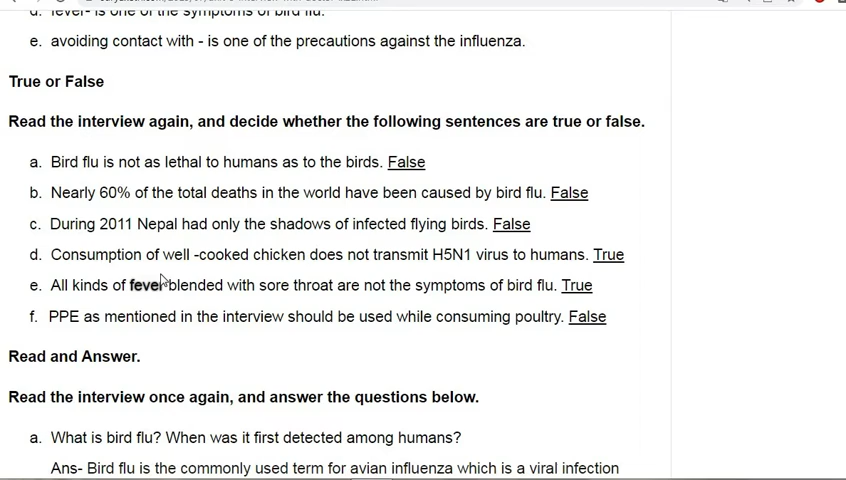 e. avoiding contact with - is one of the precautions against the influenza.
True or False
Read the interview again, and decide whether the following sentences are true or false.
a. Bird flu is not as lethal to humans as to the birds. False
b. Nearly 60% of the total deaths in the world have been caused by bird flu. False
c. During 2011 Nepal had only the shadows of infected flying birds. False
d. Consumption of well -cooked chicken does not transmit H5N1 virus to humans. True
e. All kinds of fever blended with sore throat are not the symptoms of bird flu. True
f. PPE as mentioned in the interview should be used while consuming poultry. False
Read and Answer.
Read the interview once again, and answer the questions below.
a. What is bird flu? When was it first detected among humans?
Ans- Bird flu is the commonly used term for avian influenza which is a viral infection